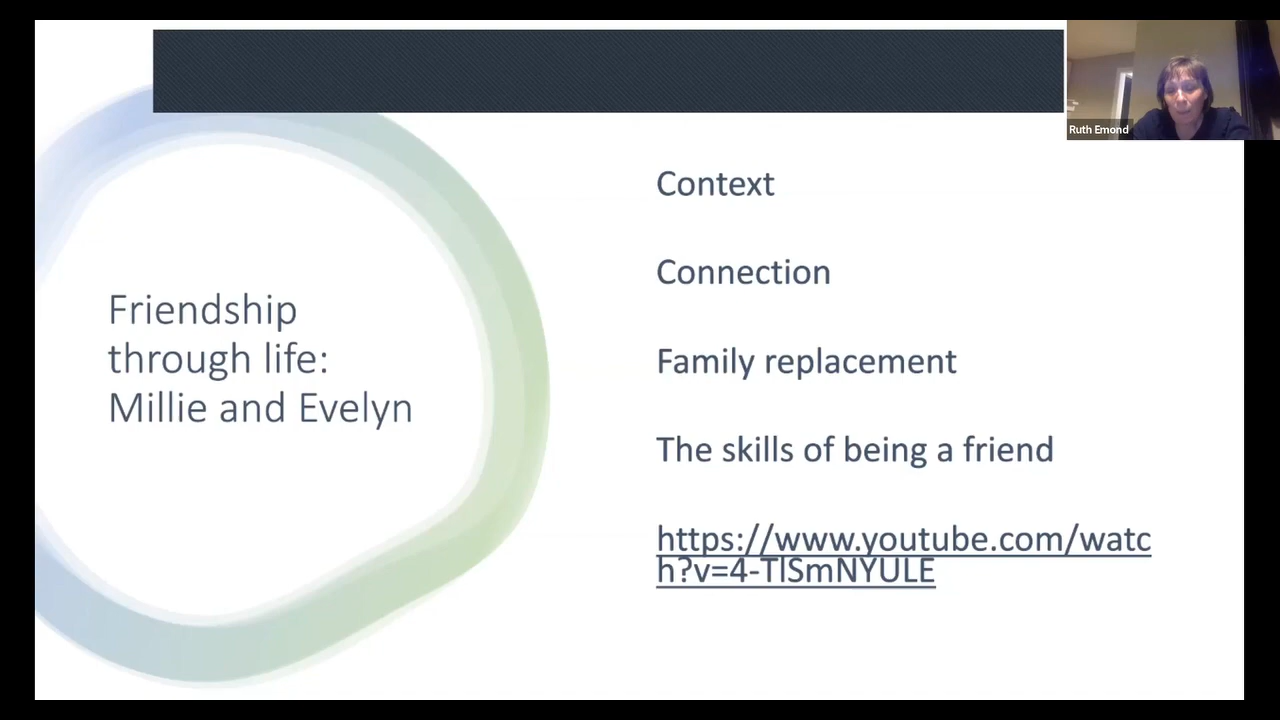 Ruth Emond
Friendship
through life:
Millie and Evelyn
Context
Connection
Family replacement
The skills of being a friend
https://www.youtube.com/watc
h?v=4-TlSmNYULE